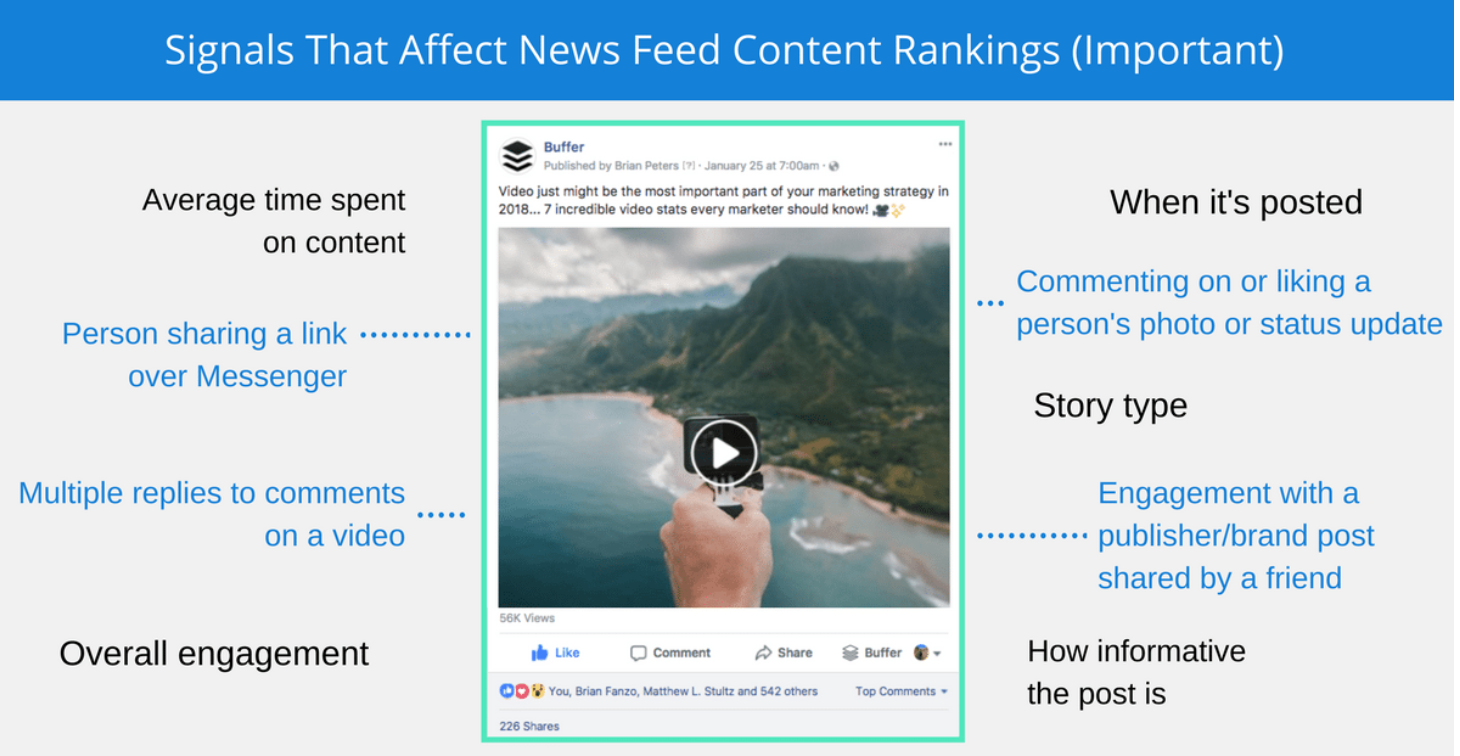 Signals That Affect News Feed Content Rankings (Important)
Average time spent
on content
Person sharing a link
over Messenger
Multiple replies to comments
on a video
Overall engagement
Buffer
Published by Brian Peters [?] · January 25 at 7:00am ·
Video just might be the most important part of your marketing strategy in
2018... 7 incredible video stats every marketer should know! 🎥✨
56K Views
Like Comment Share Buffer
You, Brian Fanzo, Matthew L. Stultz and 542 others Top Comments
226 Shares
When it's posted
Commenting on or liking a
person's photo or status update
Story type
Engagement with a
publisher/brand post
shared by a friend
How informative
the post is